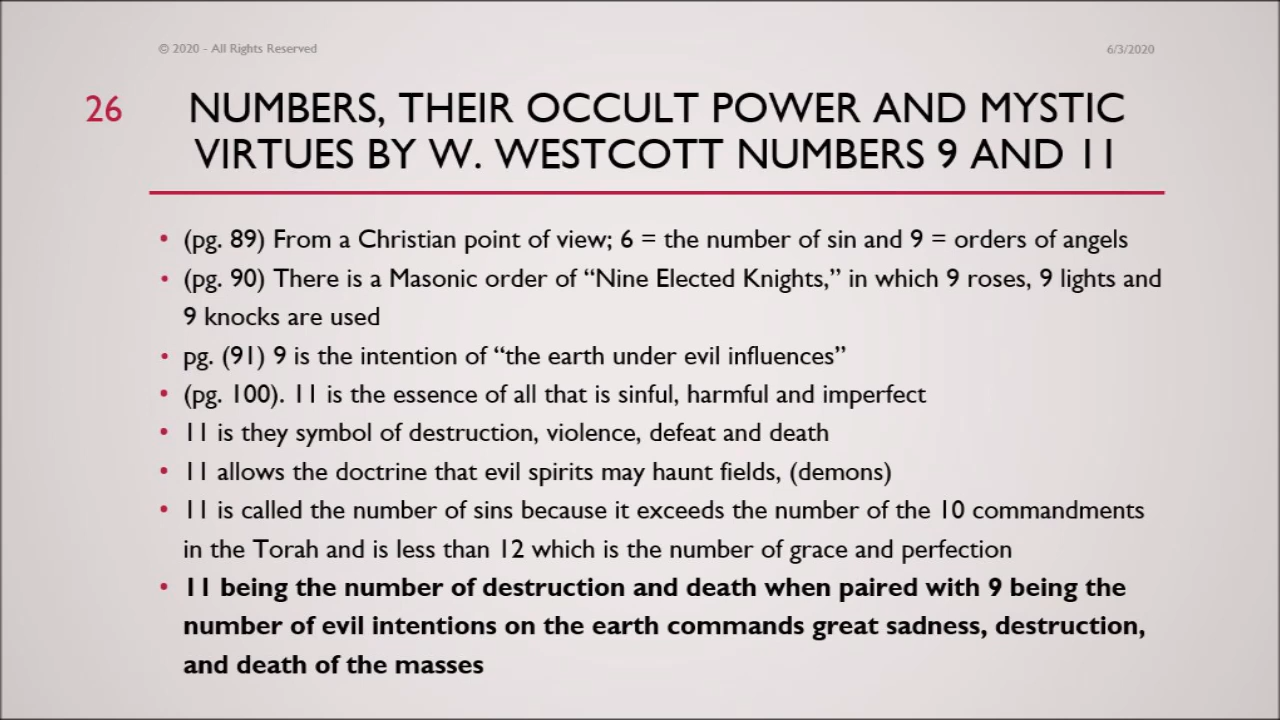 © 2020 - All Rights Reserved
6/3/2020
26
NUMBERS, THEIR OCCULT POWER AND MYSTIC
VIRTUES BY W. WESTCOTT NUMBERS 9 AND 11
• (pg. 89) From a Christian point of view; 6 = the number of sin and 9 = orders of angels
• (pg. 90) There is a Masonic order of “Nine Elected Knights,” in which 9 roses, 9 lights and
9 knocks are used
• pg. (91) 9 is the intention of “the earth under evil influences”
• (pg. 100). 11 is the essence of all that is sinful, harmful and imperfect
• 11 is they symbol of destruction, violence, defeat and death
• 11 allows the doctrine that evil spirits may haunt fields, (demons)
• 11 is called the number of sins because it exceeds the number of the 10 commandments
in the Torah and is less than 12 which is the number of grace and perfection
• 11 being the number of destruction and death when paired with 9 being the
number of evil intentions on the earth commands great sadness, destruction,
and death of the masses